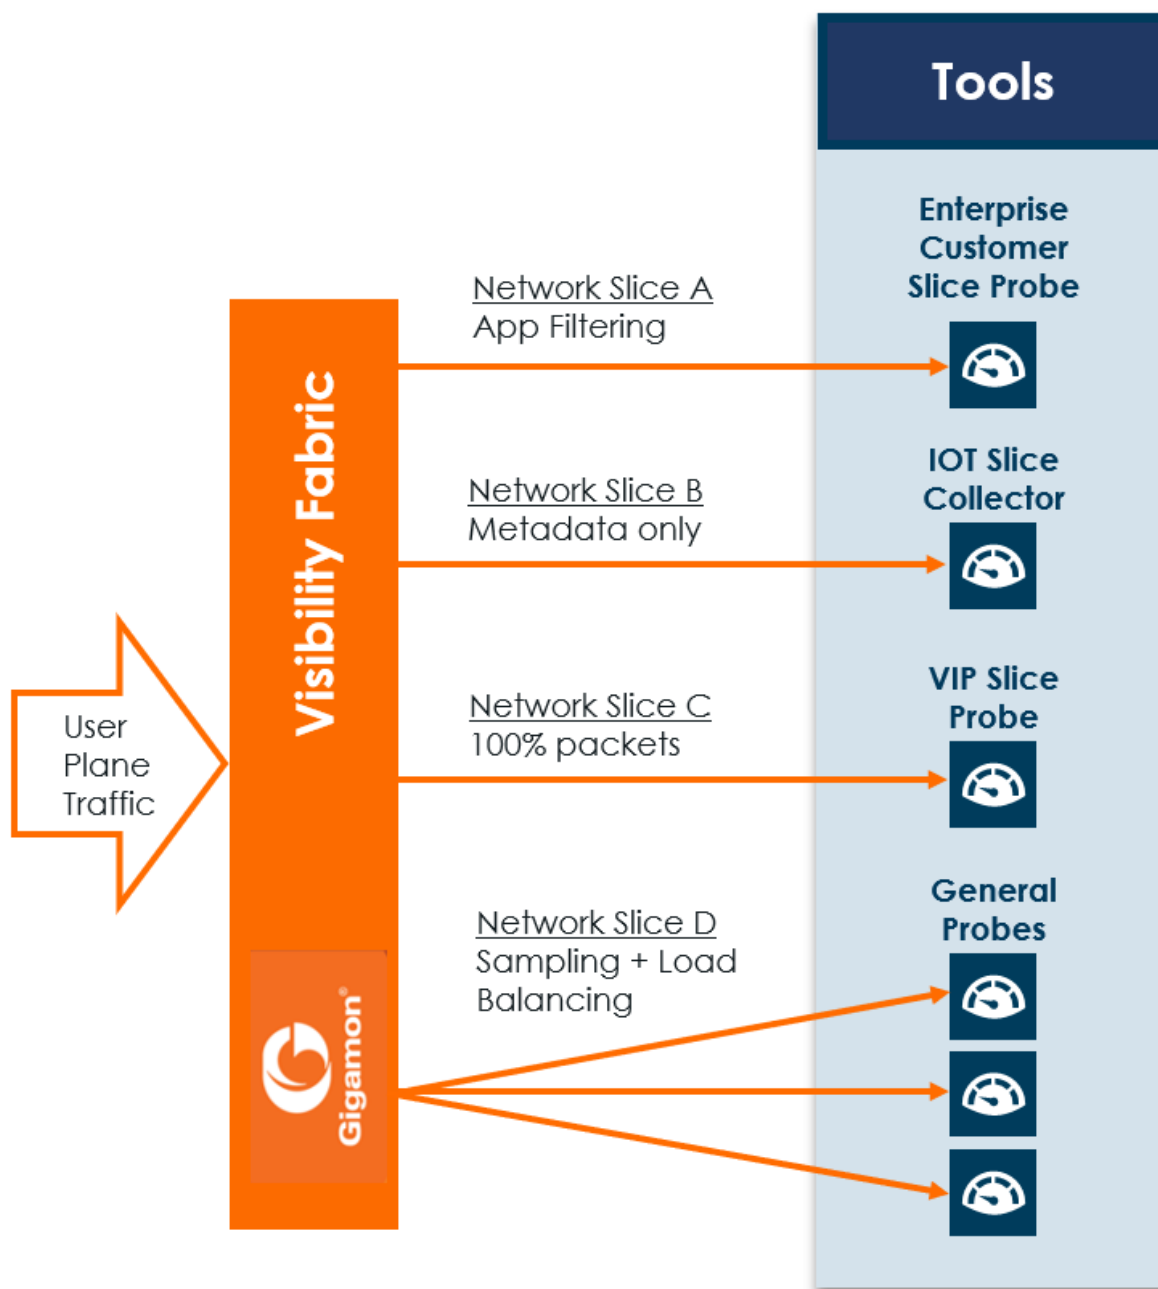 Tools
Enterprise
Customer
Slice Probe
Network Slice A
App Filtering
IOT Slice
Collector
Network Slice B
Metadata only
Visibility Fabric
VIP Slice
Probe
Network Slice C
100% packets
User
Plane
Traffic
General
Probes
Network Slice D
Sampling + Load
Balancing
Gigamon®